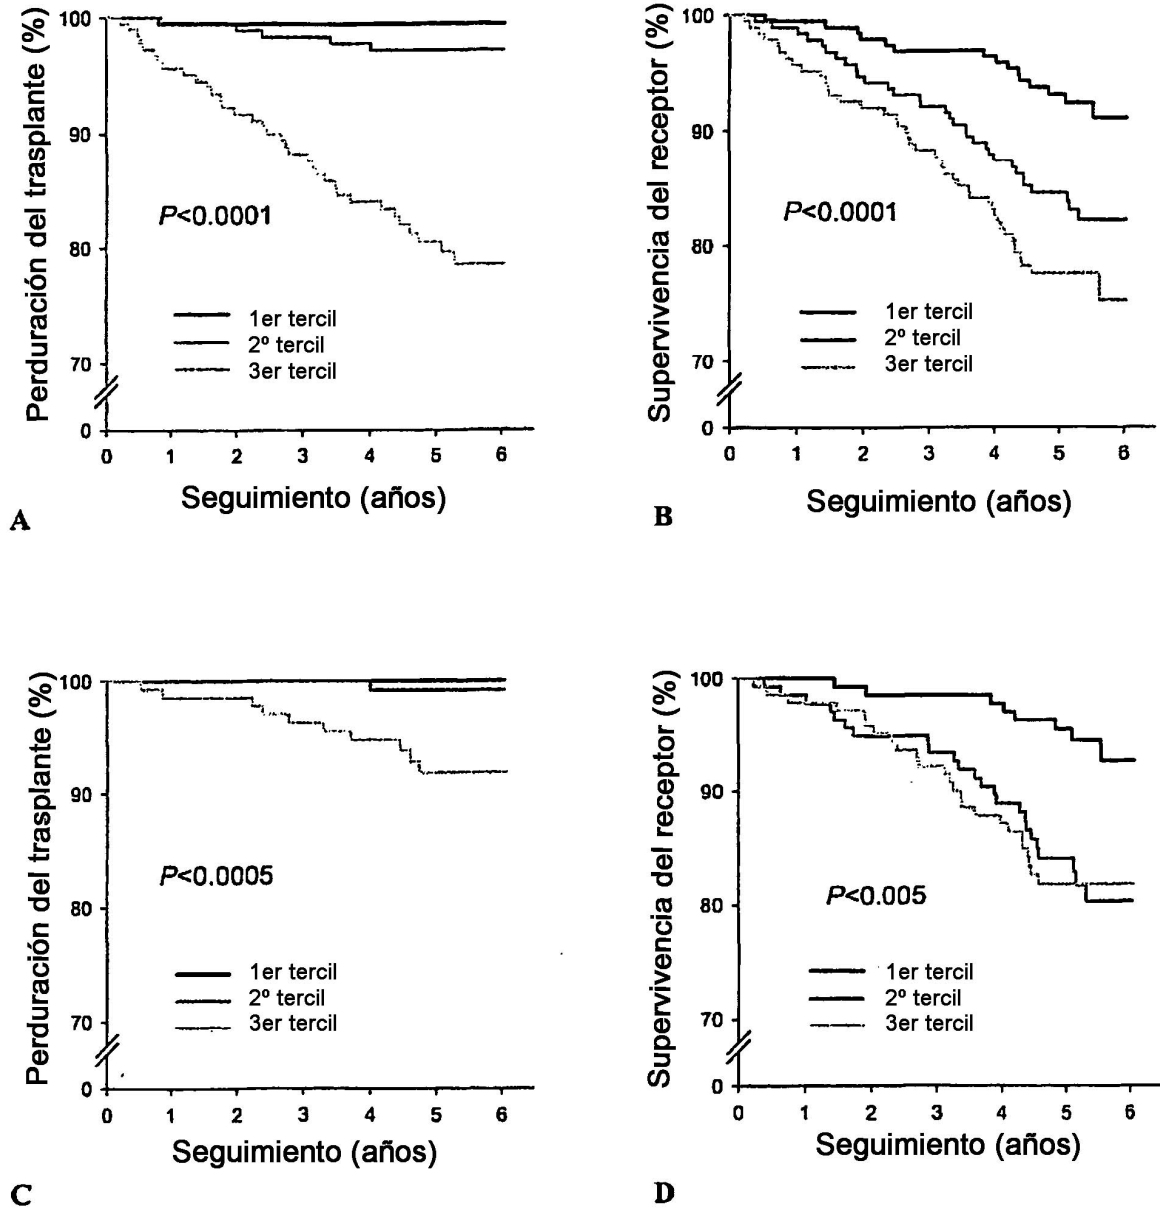 Perduración del trasplante (%)
100
90
80
70
0
P<0.0001
1er tercil
2º tercil
3er tercil
0 1 2 3 4 5 6
Seguimiento (años)
A
Supervivencia del receptor (%)
100
90
80
70
0
P<0.0001
1er tercil
2º tercil
3er tercil
0 1 2 3 4 5 6
Seguimiento (años)
B
Perduración del trasplante (%)
100
90
80
70
0
P<0.0005
1er tercil
2º tercil
3er tercil
0 1 2 3 4 5 6
Seguimiento (años)
C
Supervivencia del receptor (%)
100
90
80
70
0
P<0.005
1er tercil
2º tercil
3er tercil
0 1 2 3 4 5 6
Seguimiento (años)
D